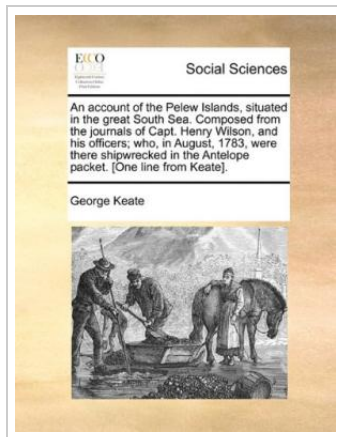 ECCO
Social Sciences
An account of the Pelew Islands, situated
in the great South Sea. Composed from
the journals of Capt. Henry Wilson, and
his officers; who, in August, 1783, were
there shipwrecked in the Antelope
packet. [One line from Keate].
George Keate